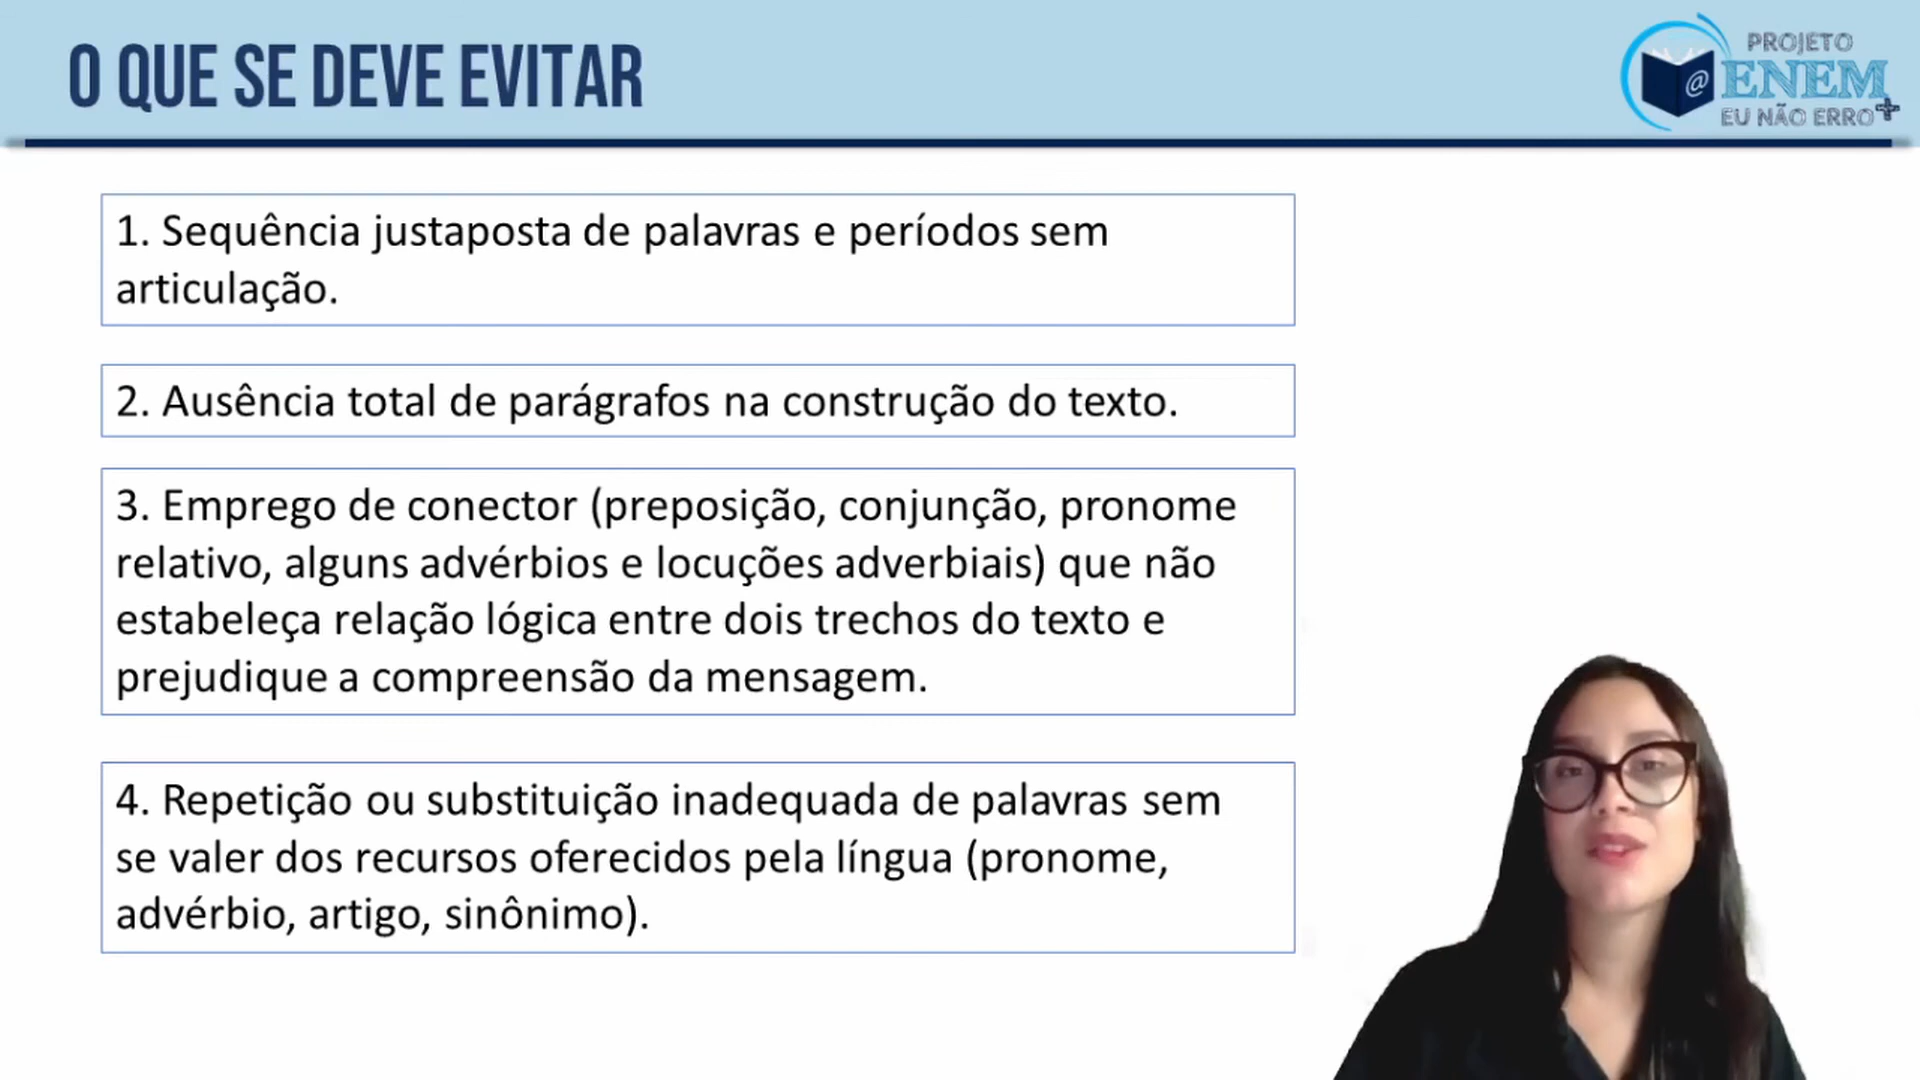 O QUE SE DEVE EVITAR
PROJETO
@ENEM+
EU NÃO ERRO
1. Sequência justaposta de palavras e períodos sem
articulação.
2. Ausência total de parágrafos na construção do texto.
3. Emprego de conector (preposição, conjunção, pronome
relativo, alguns advérbios e locuções adverbiais) que não
estabeleça relação lógica entre dois trechos do texto e
prejudique a compreensão da mensagem.
4. Repetição ou substituição inadequada de palavras sem
se valer dos recursos oferecidos pela língua (pronome,
advérbio, artigo, sinônimo).